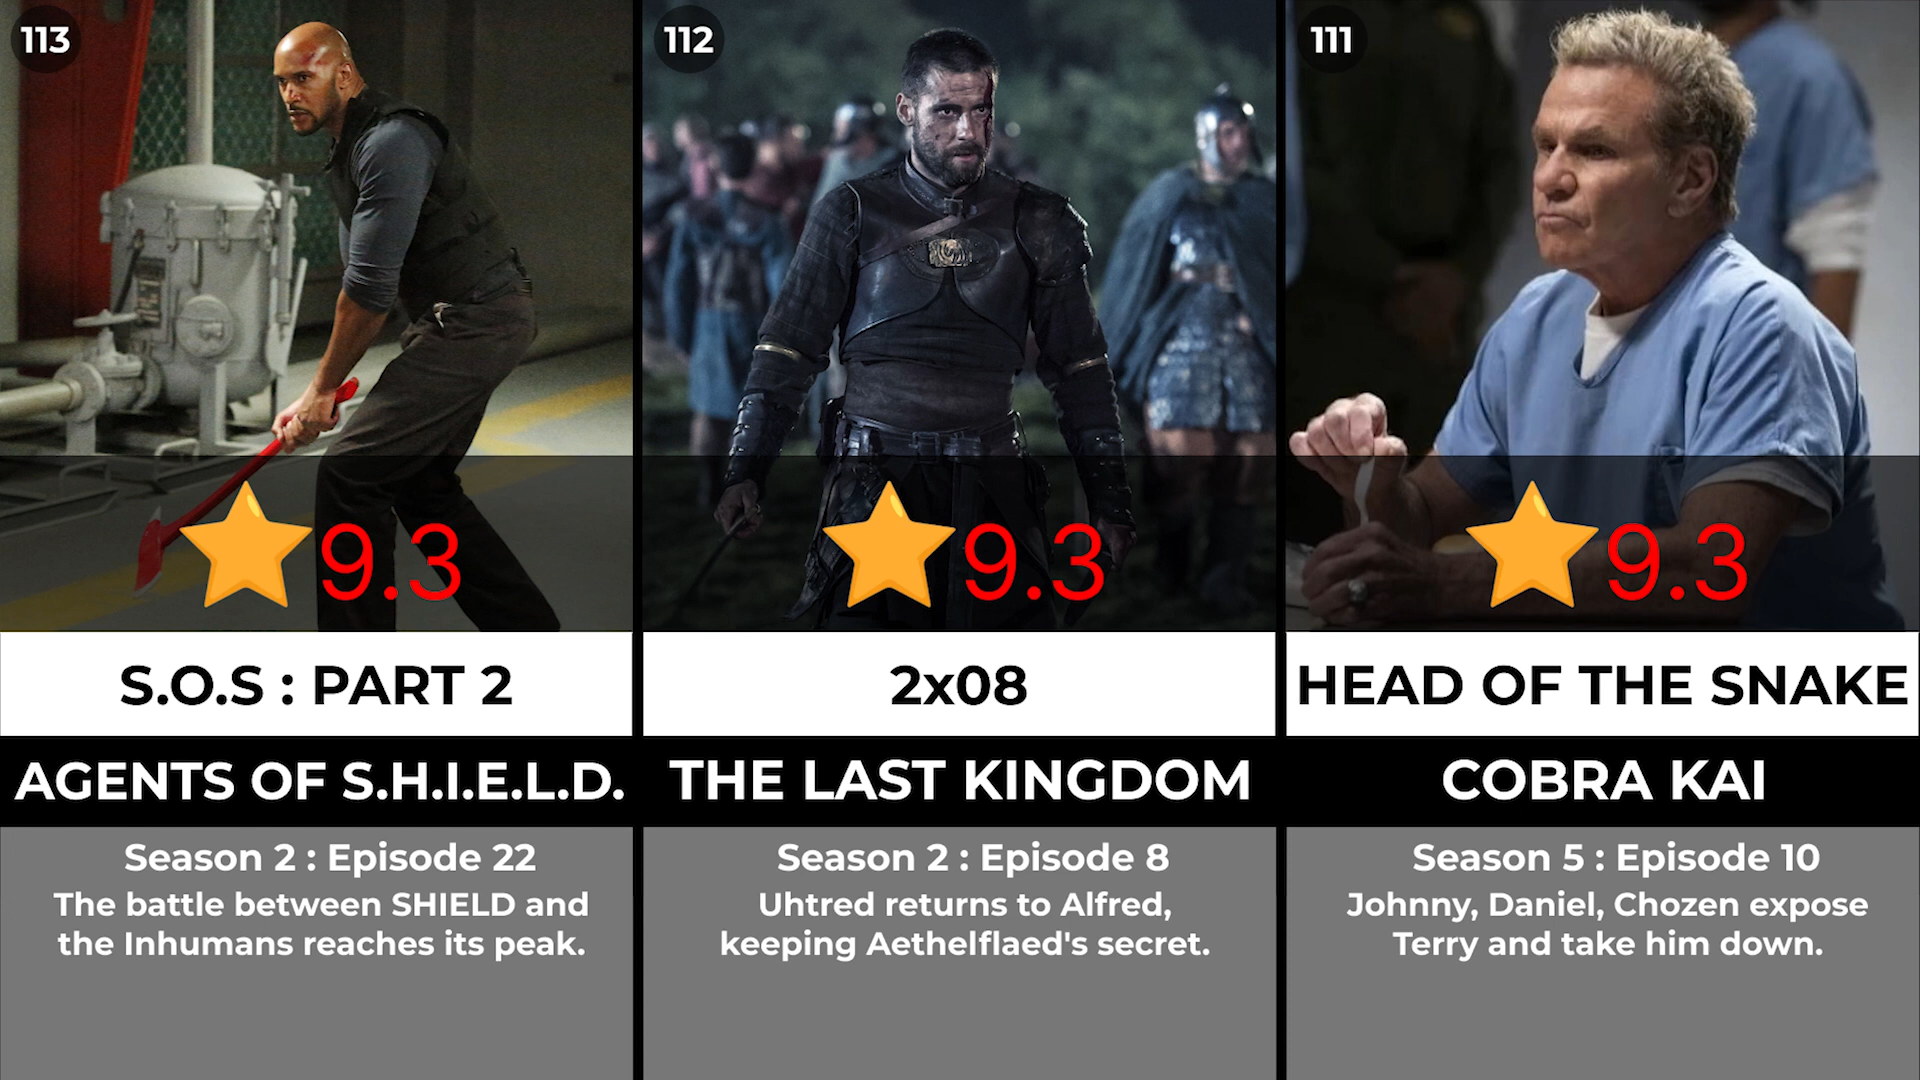 113
9.3
S.O.S : PART 2
AGENTS OF S.H.I.E.L.D.
Season 2 : Episode 22
The battle between SHIELD and
the Inhumans reaches its peak.
112
9.3
2x08
THE LAST KINGDOM
Season 2 : Episode 8
Uhtred returns to Alfred,
keeping Aethelflaed's secret.
111
9.3
HEAD OF THE SNAKE
COBRA KAI
Season 5 : Episode 10
Johnny, Daniel, Chozen expose
Terry and take him down.